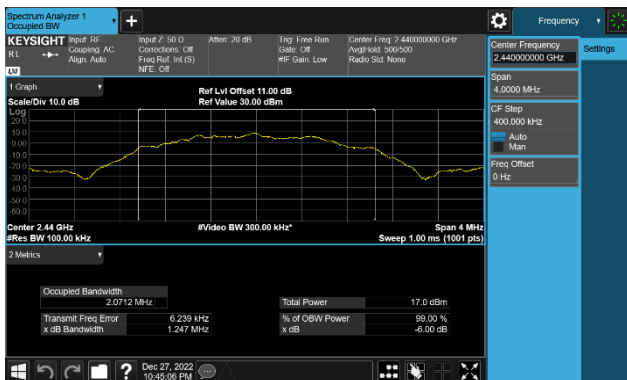 Spectrum Analyzer 1
Occupied BW
Frequency
KEYSIGHT
RL
Input: RF
Coupling: AC
Align: Auto
Input Z: 50 Ω
Corrections: Off
Freq Ref: Int (S)
NFE: Off
Atten: 20 dB
Trig: Free Run
Gate: Off
#IF Gain: Low
Center Freq: 2.440000000 GHz
Avg|Hold: 500/500
Radio Std: None
LV
Center Frequency
2.440000000 GHz
Settings
Span
4.0000 MHz
CF Step
400.000 kHz
Auto
Man
Freq Offset
0 Hz
1 Graph
Scale/Div 10.0 dB
Ref Lvl Offset 11.00 dB
Ref Value 30.00 dBm
Log
20.0
10.0
0.00
-10.0
-20.0
-30.0
-40.0
-50.0
-60.0
Center 2.44 GHz
#Res BW 100.00 kHz
#Video BW 300.00 kHz*
Span 4 MHz
Sweep 1.00 ms (1001 pts)
2 Metrics
Occupied Bandwidth
2.0712 MHz
Total Power 17.0 dBm
Transmit Freq Error 6.239 kHz
% of OBW Power 99.00 %
x dB Bandwidth 1.247 MHz
x dB -6.00 dB
?
Dec 27, 2022
10:45:06 PM